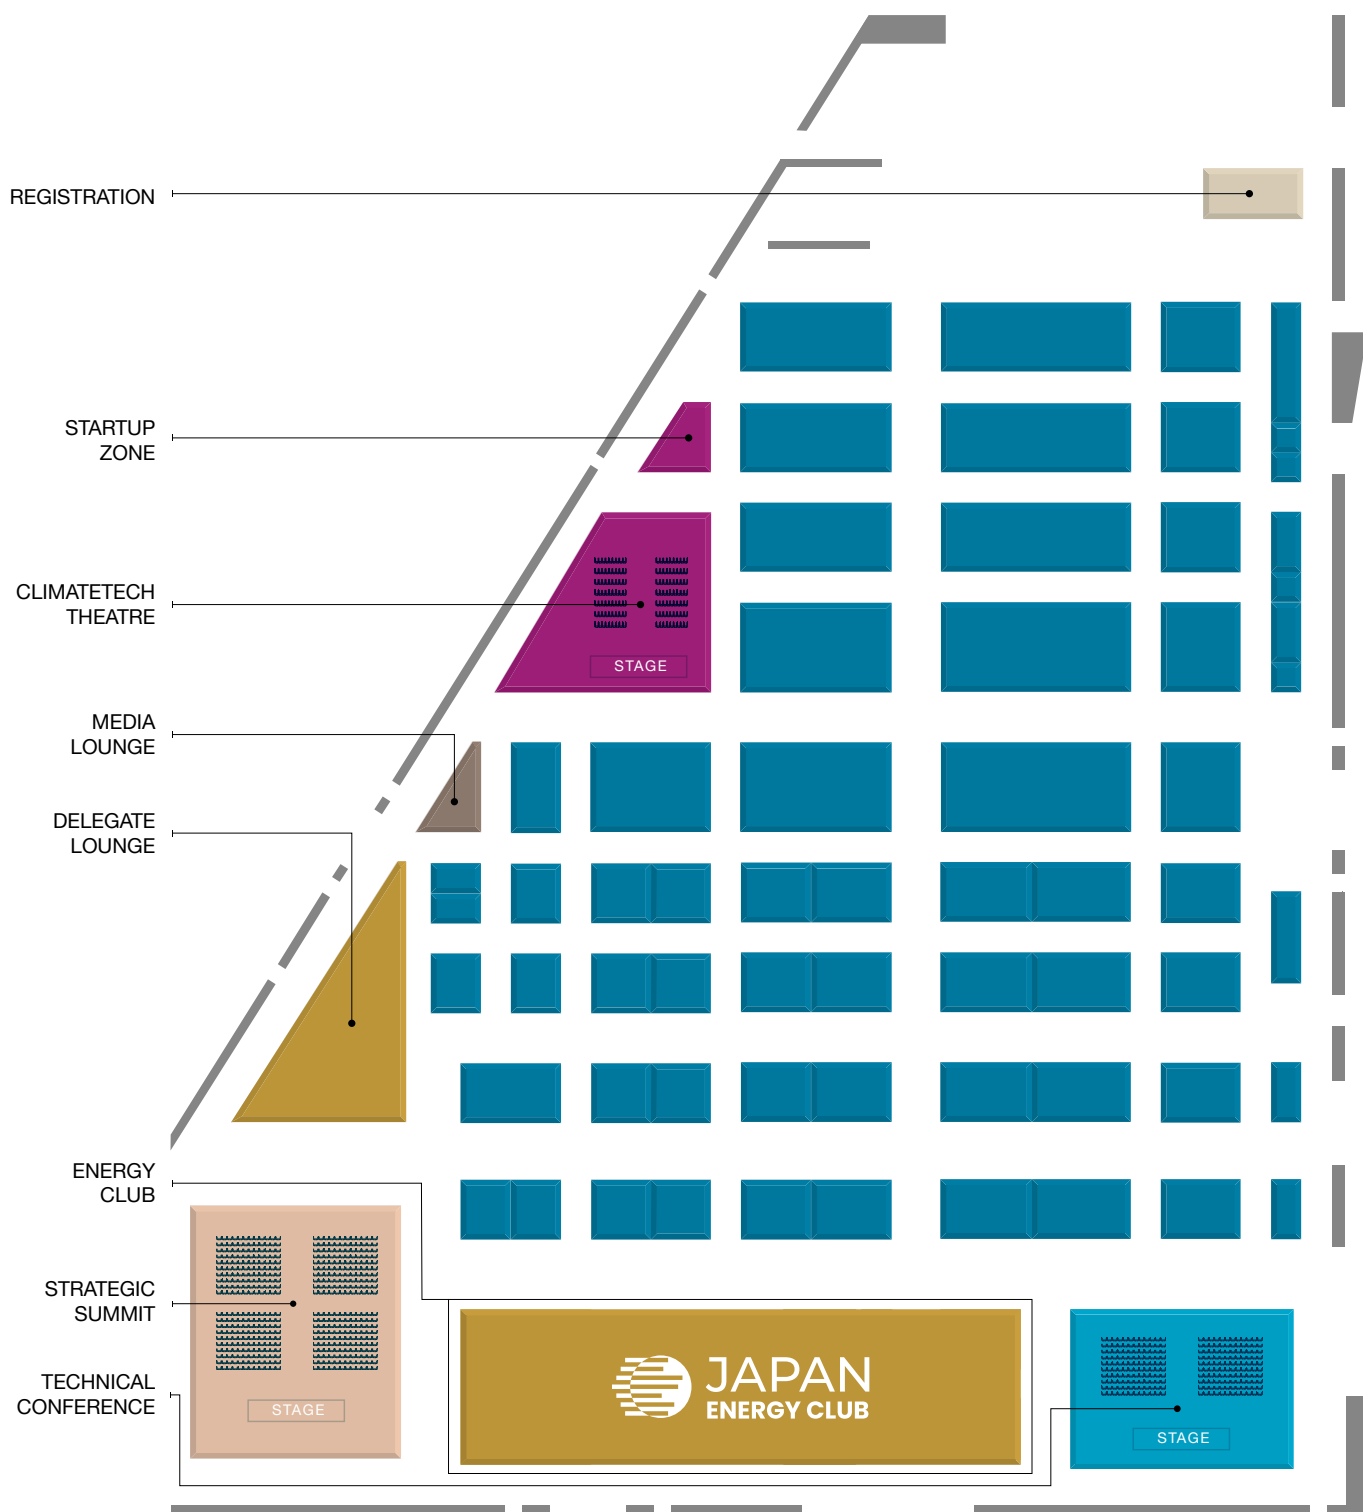 REGISTRATION
STARTUP
ZONE
CLIMATETECH
THEATRE
STAGE
MEDIA
LOUNGE
DELEGATE
LOUNGE
ENERGY
CLUB
STRATEGIC
SUMMIT
STAGE
JAPAN
ENERGY CLUB
TECHNICAL
CONFERENCE
STAGE